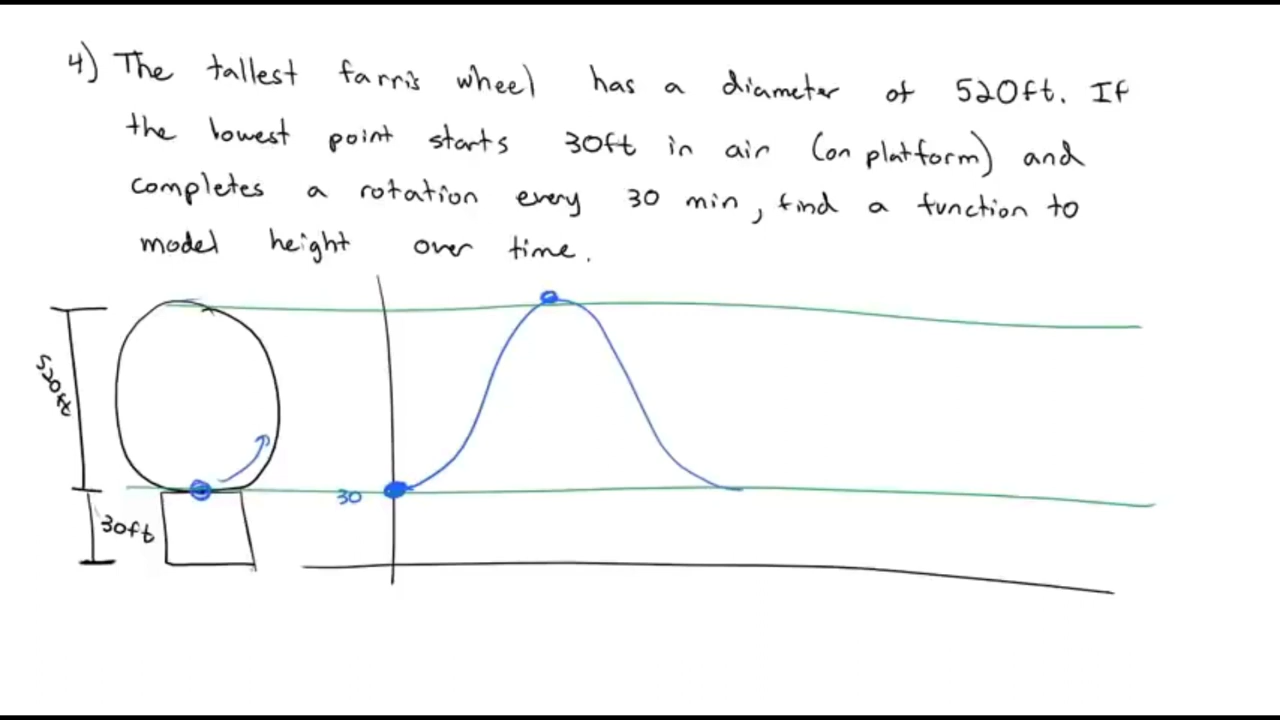 4) The tallest farris wheel has a diameter of 520ft. If
the lowest point starts 30ft in air (on platform) and
completes a rotation every 30 min, find a function to
model height over time.
520ft
30
30ft